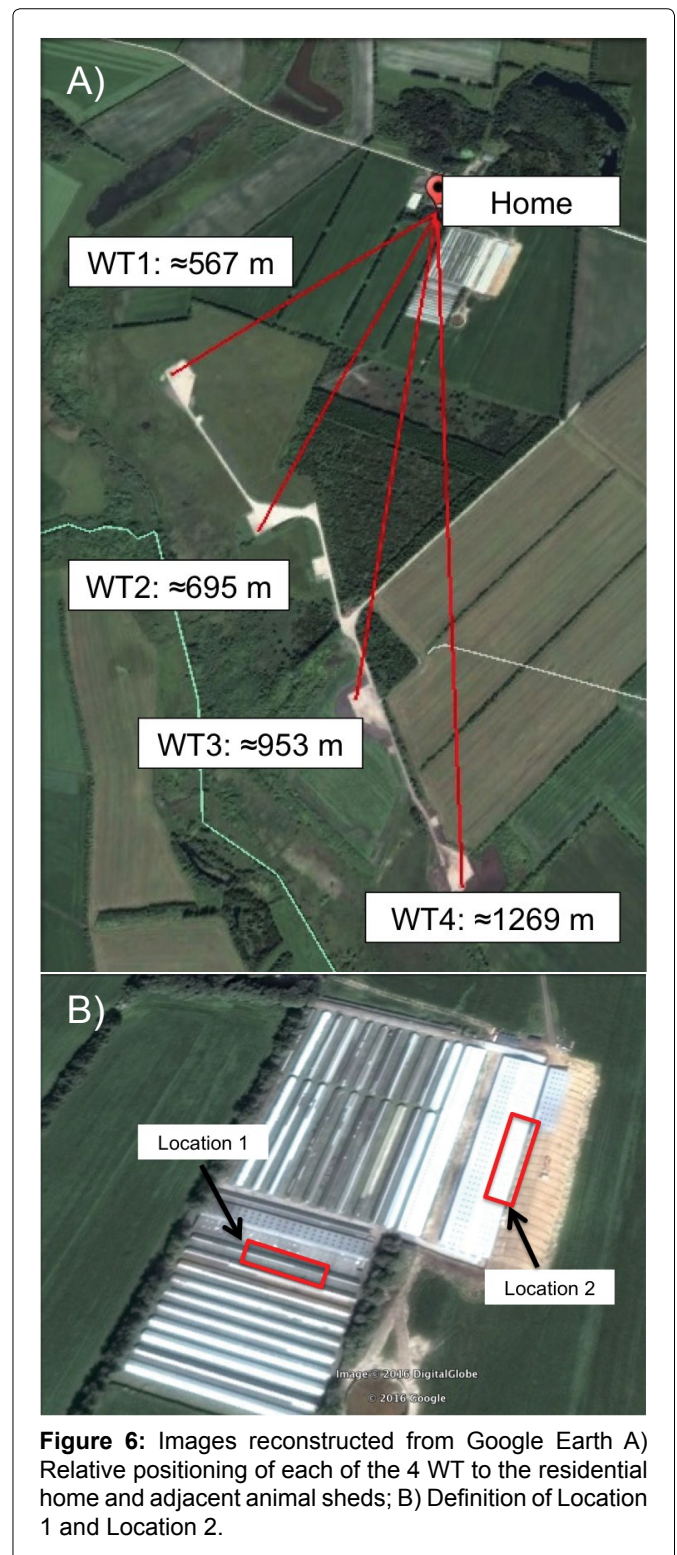 A)
Home
WT1: ≈567 m
WT2: ≈695 m
WT3: ≈953 m
WT4: ≈1269 m
B)
Location 1
Location 2
Image © 2016 DigitalGlobe
© 2016 Google
Figure 6: Images reconstructed from Google Earth A)
Relative positioning of each of the 4 WT to the residential
home and adjacent animal sheds; B) Definition of Location
1 and Location 2.